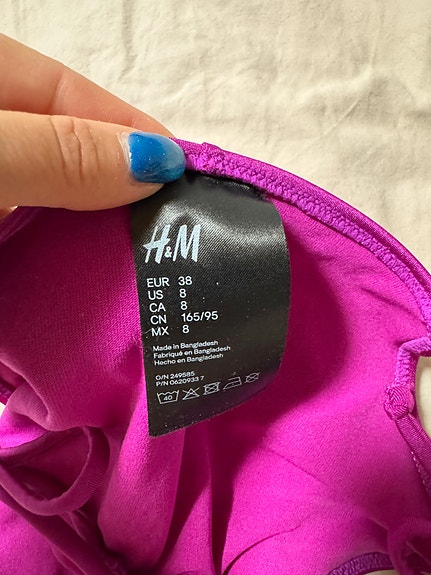 H&M
EUR 38
US 8
CA 8
CN 165/95
MX 8
Made in Bangladesh
Fabriqué en Bangladesh
Hecho en Bangladesh
O/N 249585
P/N 0620933 7
40